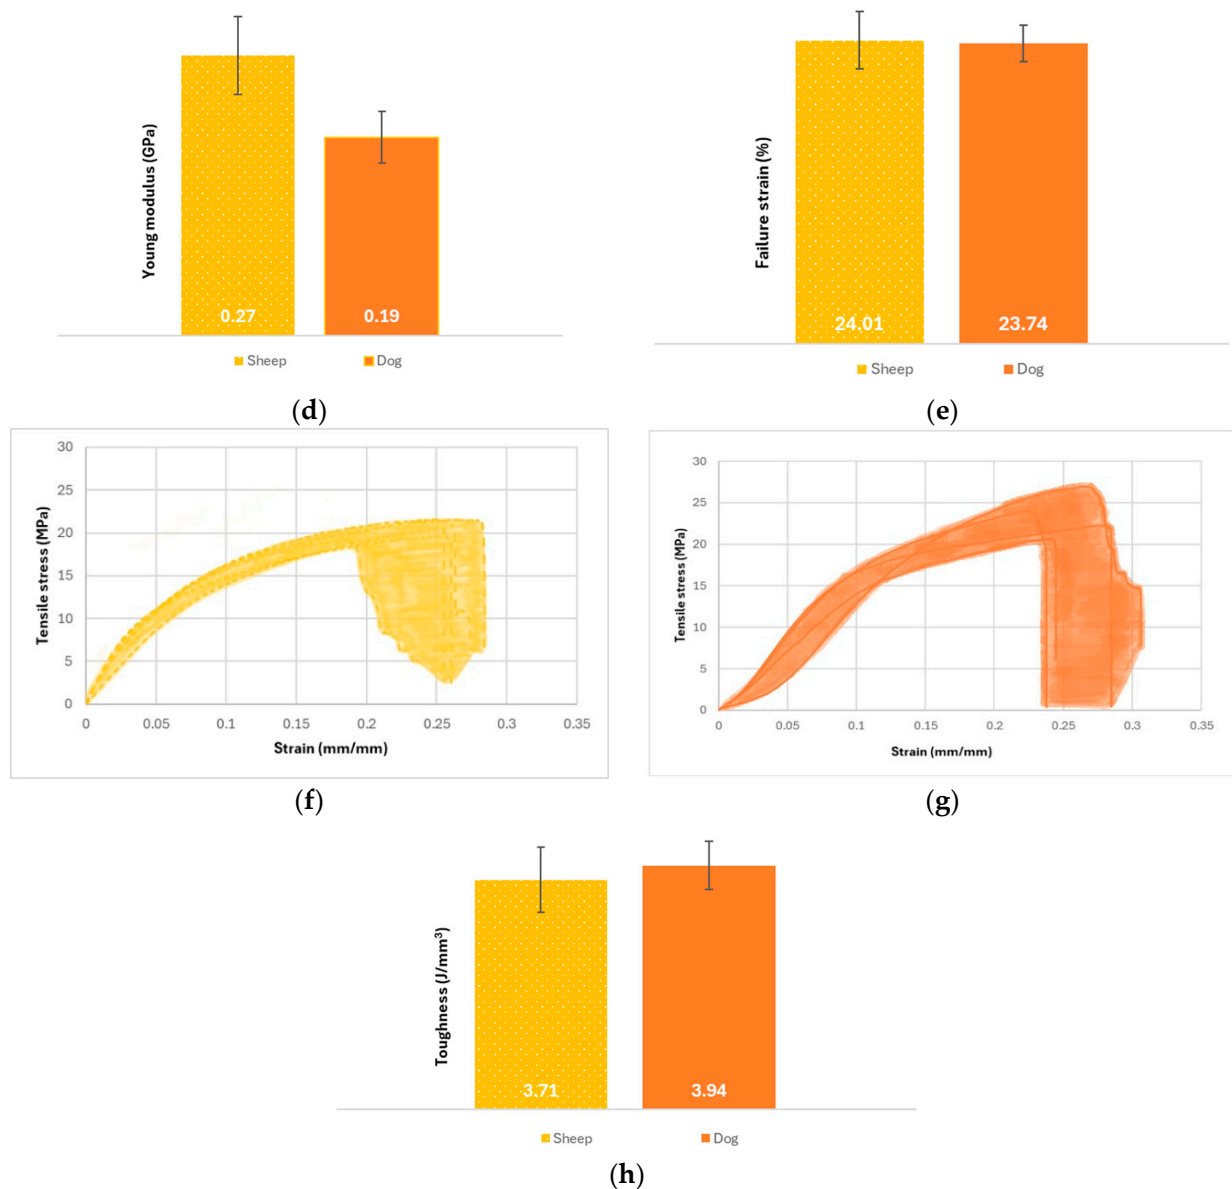 Young modulus (GPa)
0.27
0.19
Sheep
Dog
(d)
Failure strain (%)
24.01
23.74
Sheep
Dog
(e)
Tensile stress (MPa)
30
25
20
15
10
5
0
0 0.05 0.1 0.15 0.2 0.25 0.3 0.35
Strain (mm/mm)
(f)
Tensile stress (MPa)
30
25
20
15
10
5
0
0 0.05 0.1 0.15 0.2 0.25 0.3 0.35
Strain (mm/mm)
(g)
Toughness (J/mm³)
3.71
3.94
Sheep
Dog
(h)